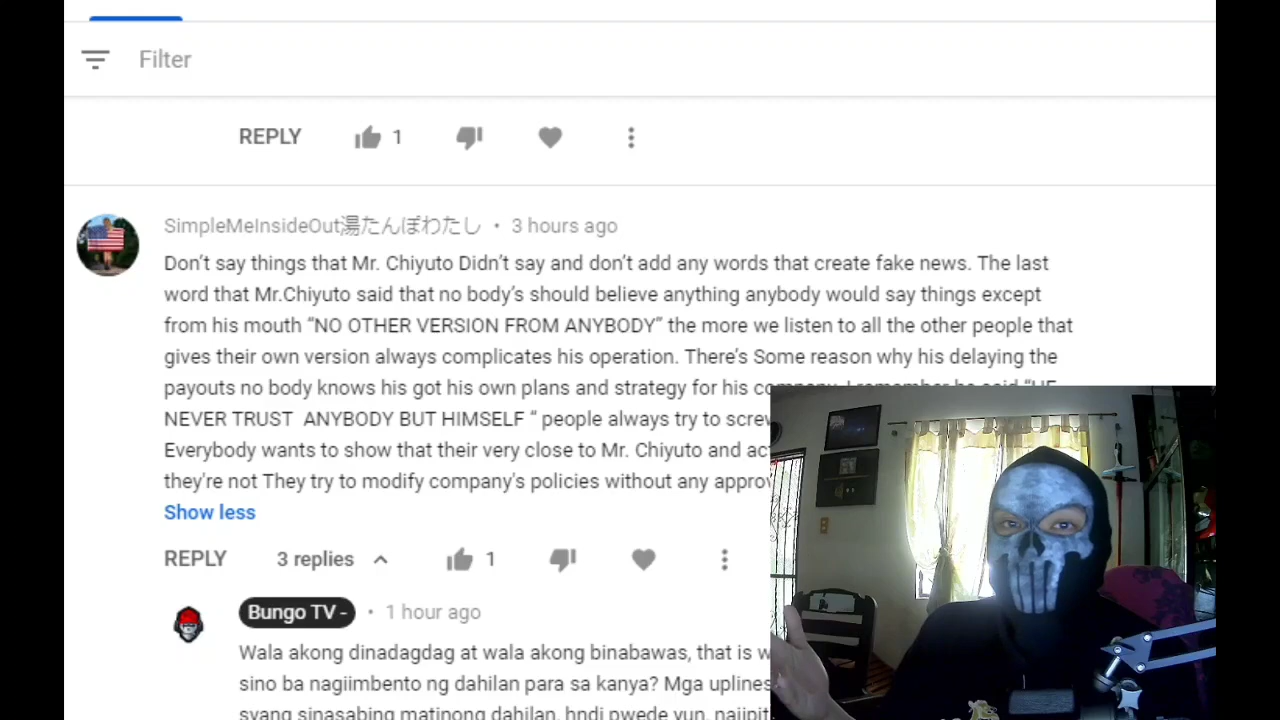 Filter
REPLY 1
SimpleMeInsideOut湯たんぽわたし • 3 hours ago
Don't say things that Mr. Chiyuto Didn't say and don't add any words that create fake news. The last
word that Mr.Chiyuto said that no body's should believe anything anybody would say things except
from his mouth “NO OTHER VERSION FROM ANYBODY” the more we listen to all the other people that
gives their own version always complicates his operation. There's Some reason why his delaying the
payouts no body knows his got his own plans and strategy for his
NEVER TRUST ANYBODY BUT HIMSELF “ people always try to screw
Everybody wants to show that their very close to Mr. Chiyuto and
they're not They try to modify company's policies without any
Show less
REPLY 3 replies 1
Bungo TV - • 1 hour ago
Wala akong dinadagdag at wala akong binabawas, that is
sino ba nagiimbento ng dahilan para sa kanya? Mga
syang sinasabing matinong dahilan, hndi pwede yun,